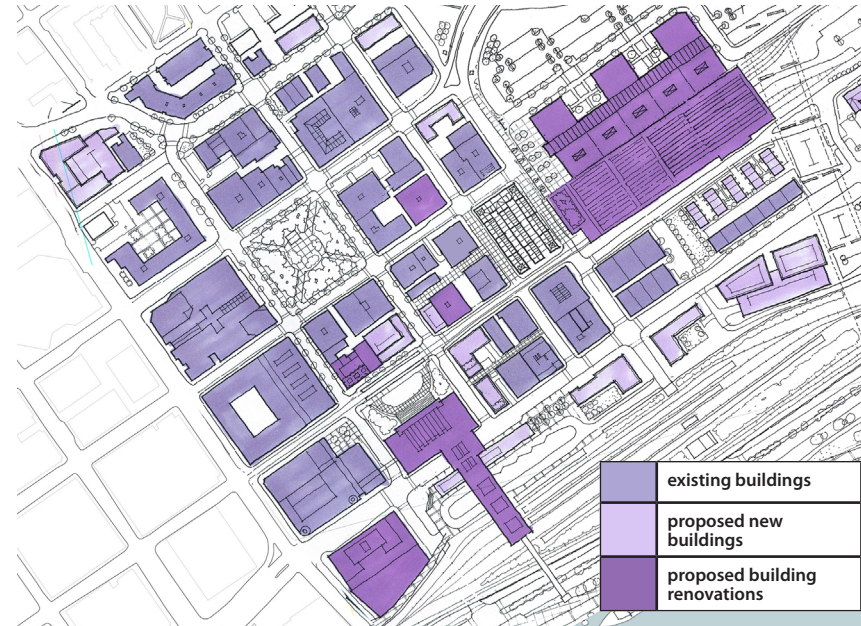 existing buildings
proposed new
buildings
proposed building
renovations